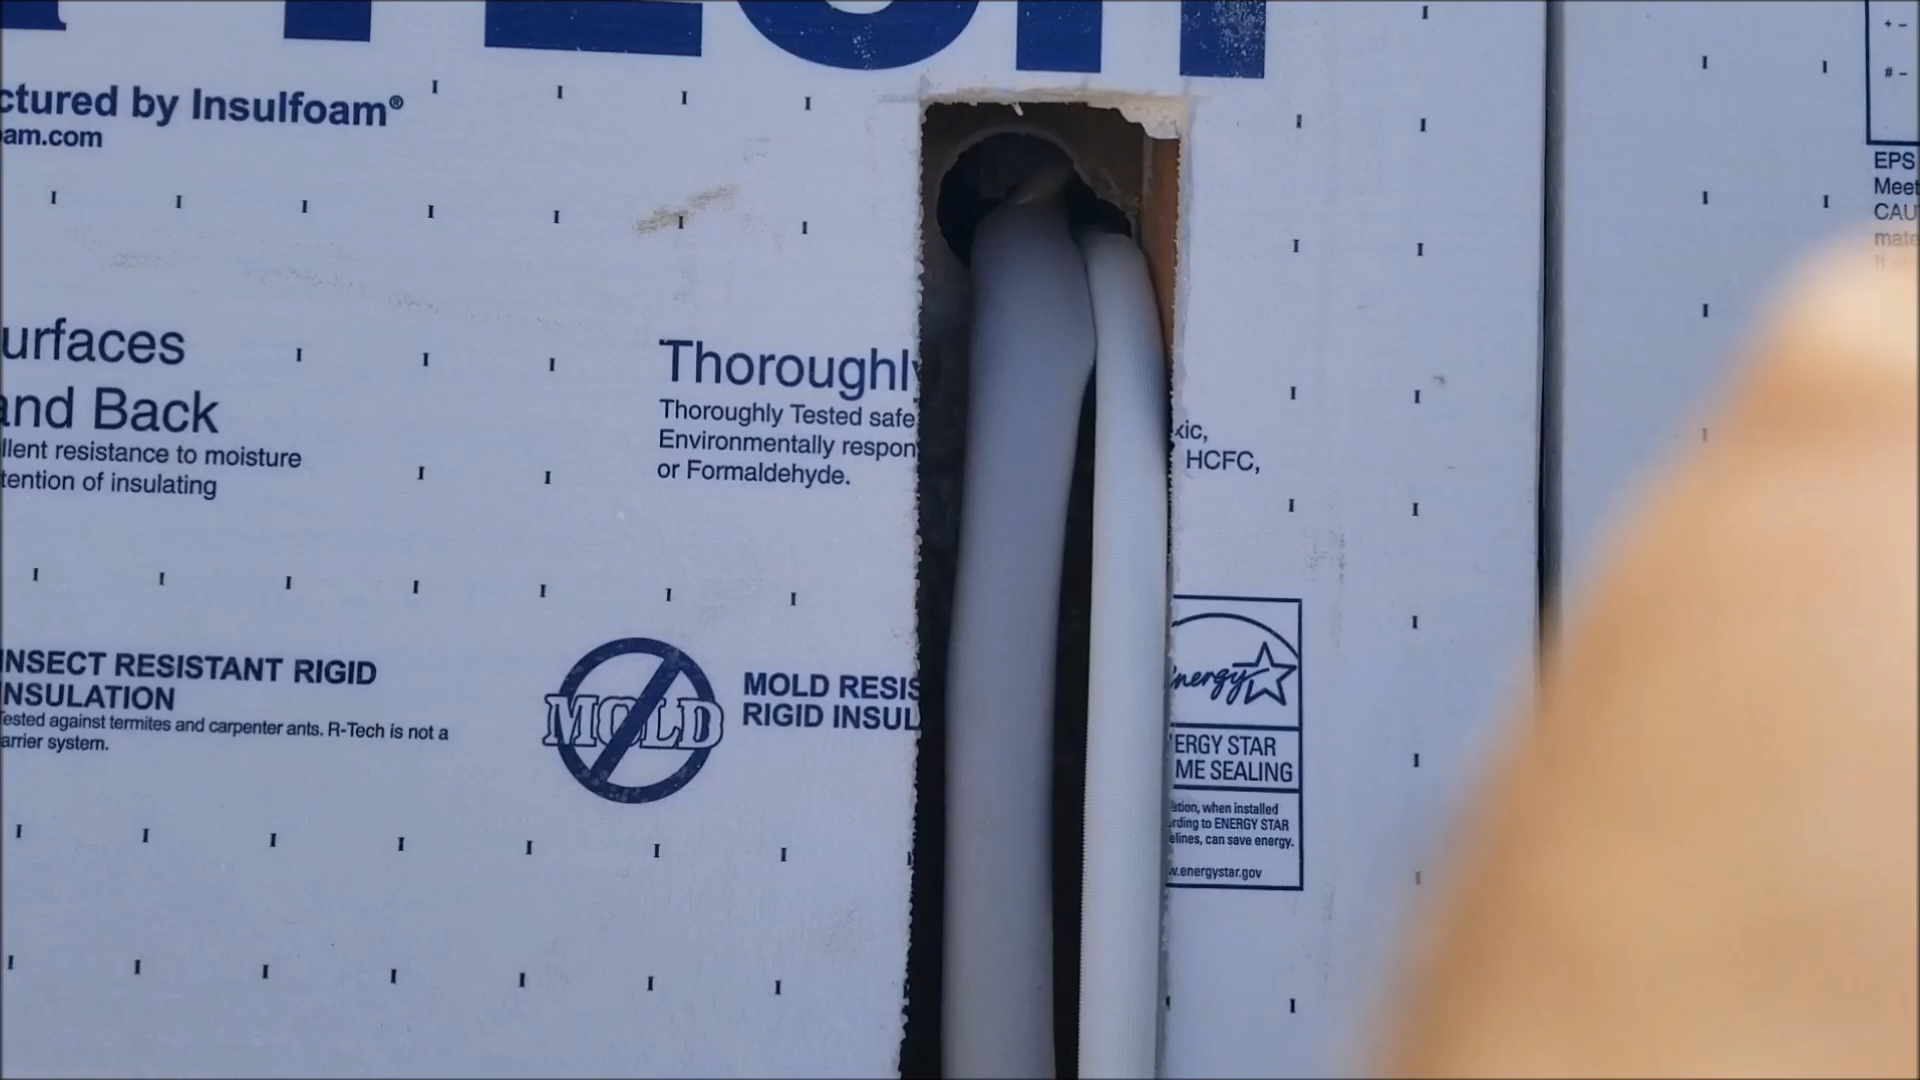 ctured by Insulfoam®
am.com
urfaces
and Back
llent resistance to moisture
tention of insulating
Thoroughly
Thoroughly Tested safe
Environmentally respon
or Formaldehyde.
xic,
HCFC,
INSECT RESISTANT RIGID
INSULATION
Tested against termites and carpenter ants. R-Tech is not a
arrier system.
MOLD
MOLD RESIS
RIGID INSUL
energy
ERGY STAR
ME SEALING
ation, when installed
rding to ENERGY STAR
elines, can save energy.
w.energystar.gov
EPS
Meet
CAU
mate